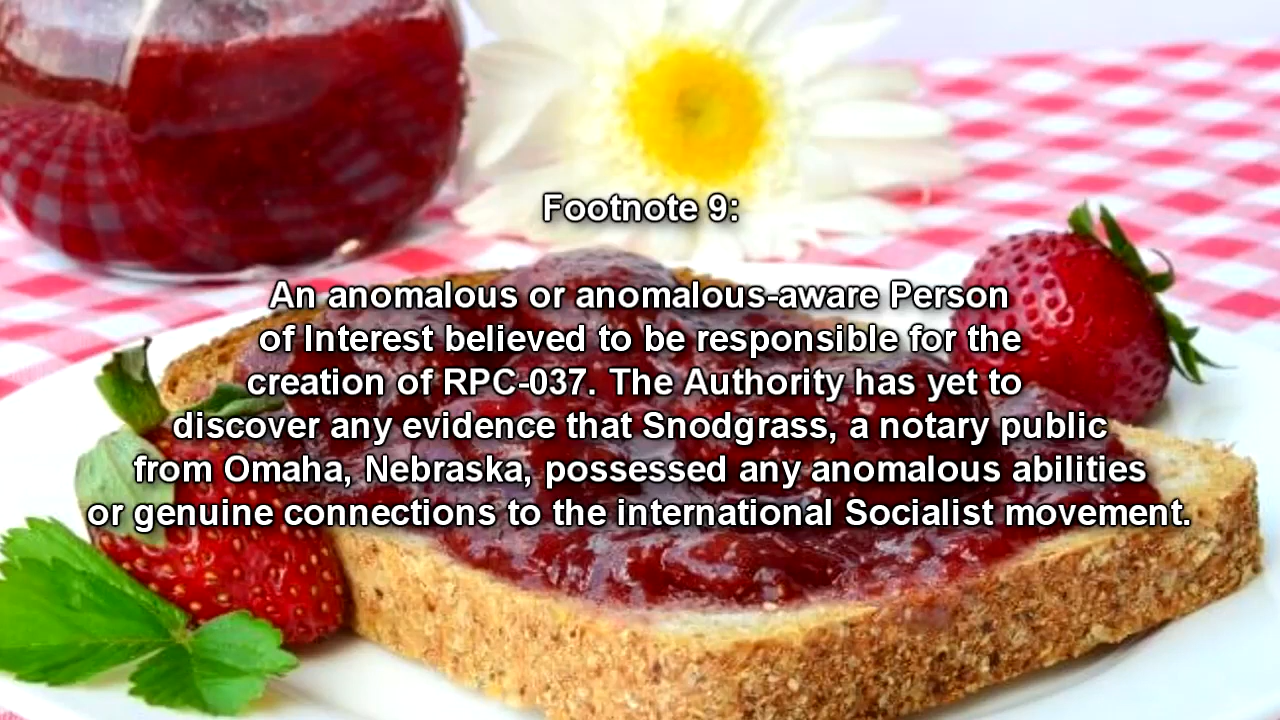 Footnote 9:
An anomalous or anomalous-aware Person
of Interest believed to be responsible for the
creation of RPC-037. The Authority has yet to
discover any evidence that Snodgrass, a notary public
from Omaha, Nebraska, possessed any anomalous abilities
or genuine connections to the international Socialist movement.